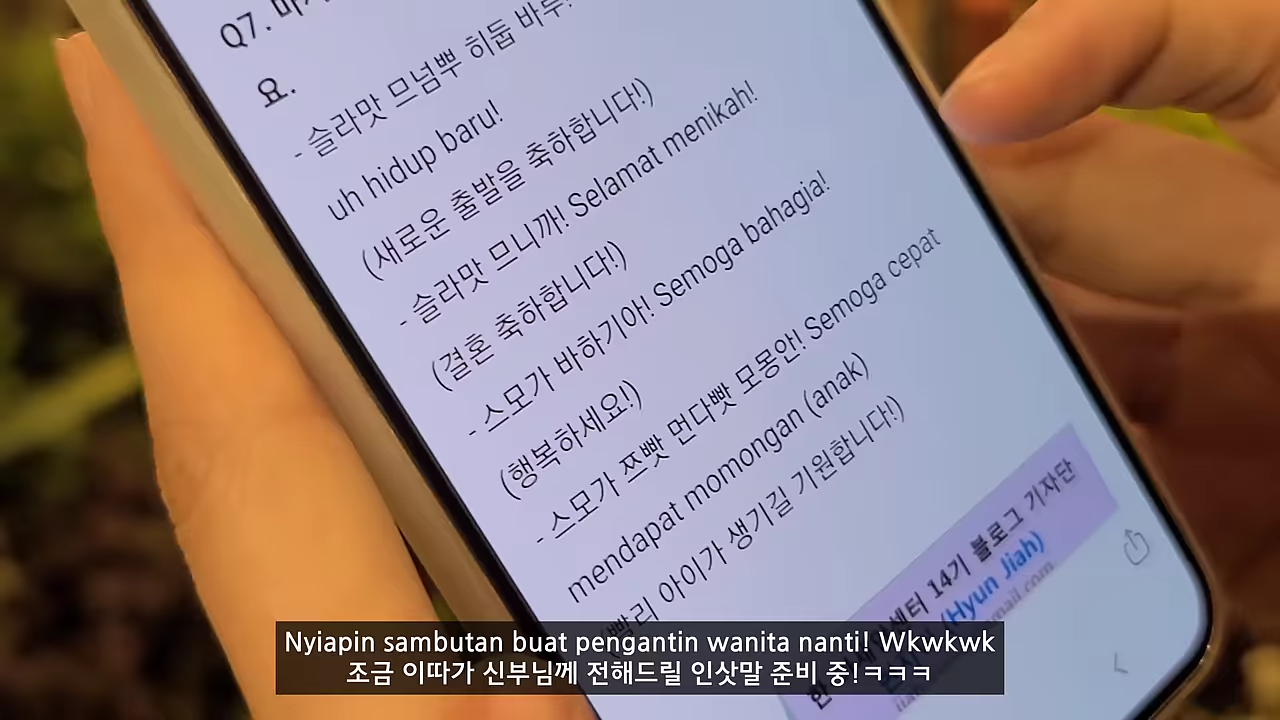 Q7.
요.
- 슬라맛 므넘뿌 히둡 바루!
uh hidup baru!
(새로운 출발을 축하합니다!)
- 슬라맛 므니까! Selamat menikah!
(결혼 축하합니다!)
- 스모가 바하기아! Semoga bahagia!
(행복하세요!)
- 스모가 쯔빳 먼다빳 모몽안! Semoga cepat
mendapat momongan (anak)
빨리 아이가 생기길 기원합니다!)
센터 14기 블로그 기자단
(Hyun Jiah)
Nyiapin sambutan buat pengantin wanita nanti! Wkwkwk
조금 이따가 신부님께 전해드릴 인삿말 준비 중!ㅋㅋㅋ